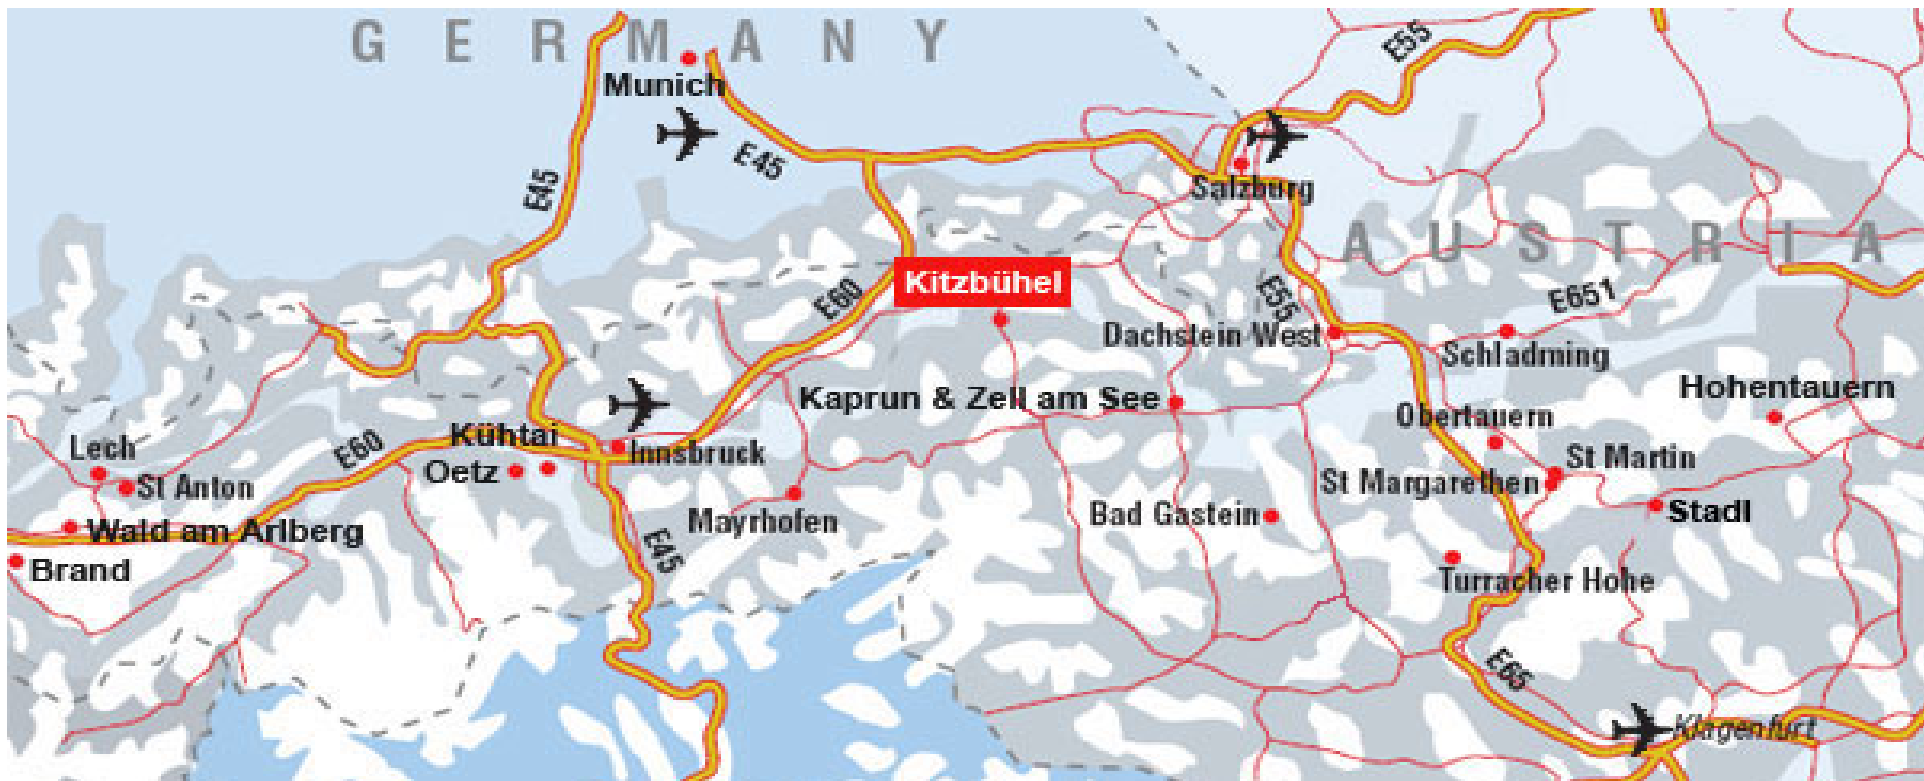 GERMANY
E55
Munich
E45
E45
Salzburg
AUSTRIA
Kitzbühel
E60
E55
E651
Dachstein West
Schladming
Hohentauern
Kaprun & Zell am See
Obertauern
Kühtai
E60
Lech
Innsbruck
St Martin
Oetz
St Anton
St Margarethen
Mayrhofen
Bad Gastein
Stadl
Wald am Arlberg
E45
Brand
Turracher Hohe
E65
Klagenfurt